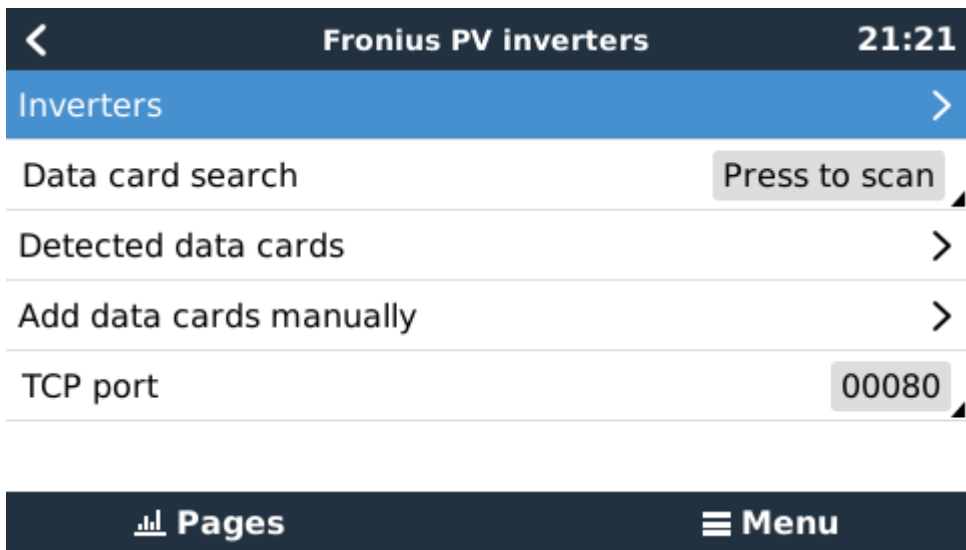 Fronius PV inverters 21:21
Inverters
Data card search Press to scan
Detected data cards
Add data cards manually
TCP port 00080
Pages Menu